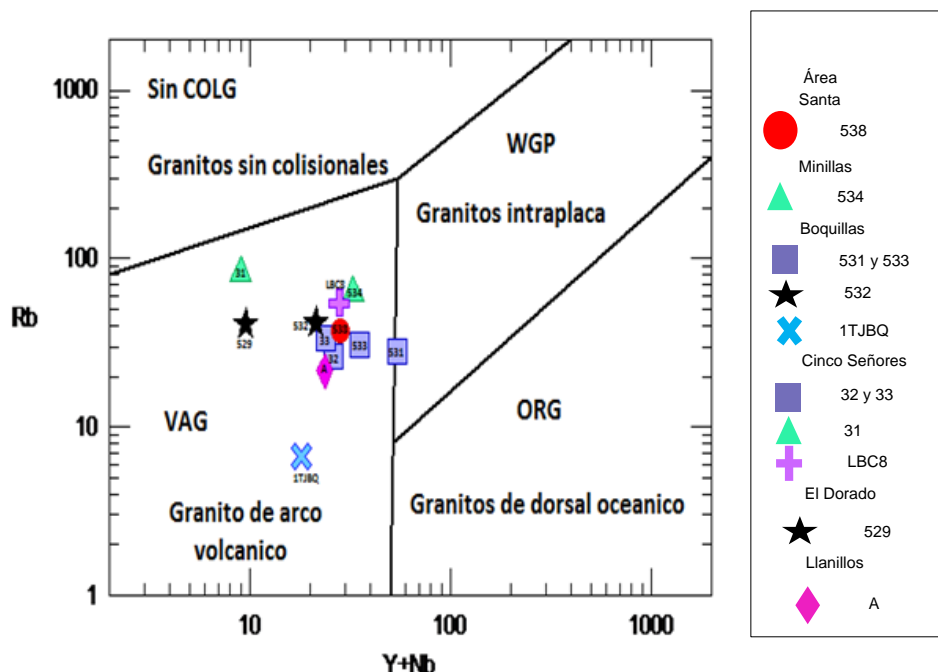 1000
100
10
1
Rb
Sin COLG
Granitos sin colisionales
WGP
Granitos intraplaca
31
LBC8
534
529
532
538
33
32
533
531
A
1TJBQ
VAG
Granito de arco
volcanico
ORG
Granitos de dorsal oceanico
10
100
1000
Y+Nb
Área
Santa
538
Minillas
534
Boquillas
531 y 533
532
1TJBQ
Cinco Señores
32 y 33
31
LBC8
El Dorado
529
Llanillos
A